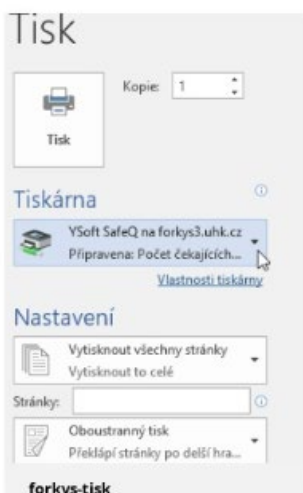 Tisk
Kopie: 1
Tisk
Tiskárna
YSoft SafeQ na forkys3.uhk.cz
Připravena: Počet čekajících...
Vlastnosti tiskárny
Nastavení
Vytisknout všechny stránky
Vytisknout to celé
Stránky:
Oboustranný tisk
Překlápí stránky po delší hra...
forkys-tisk